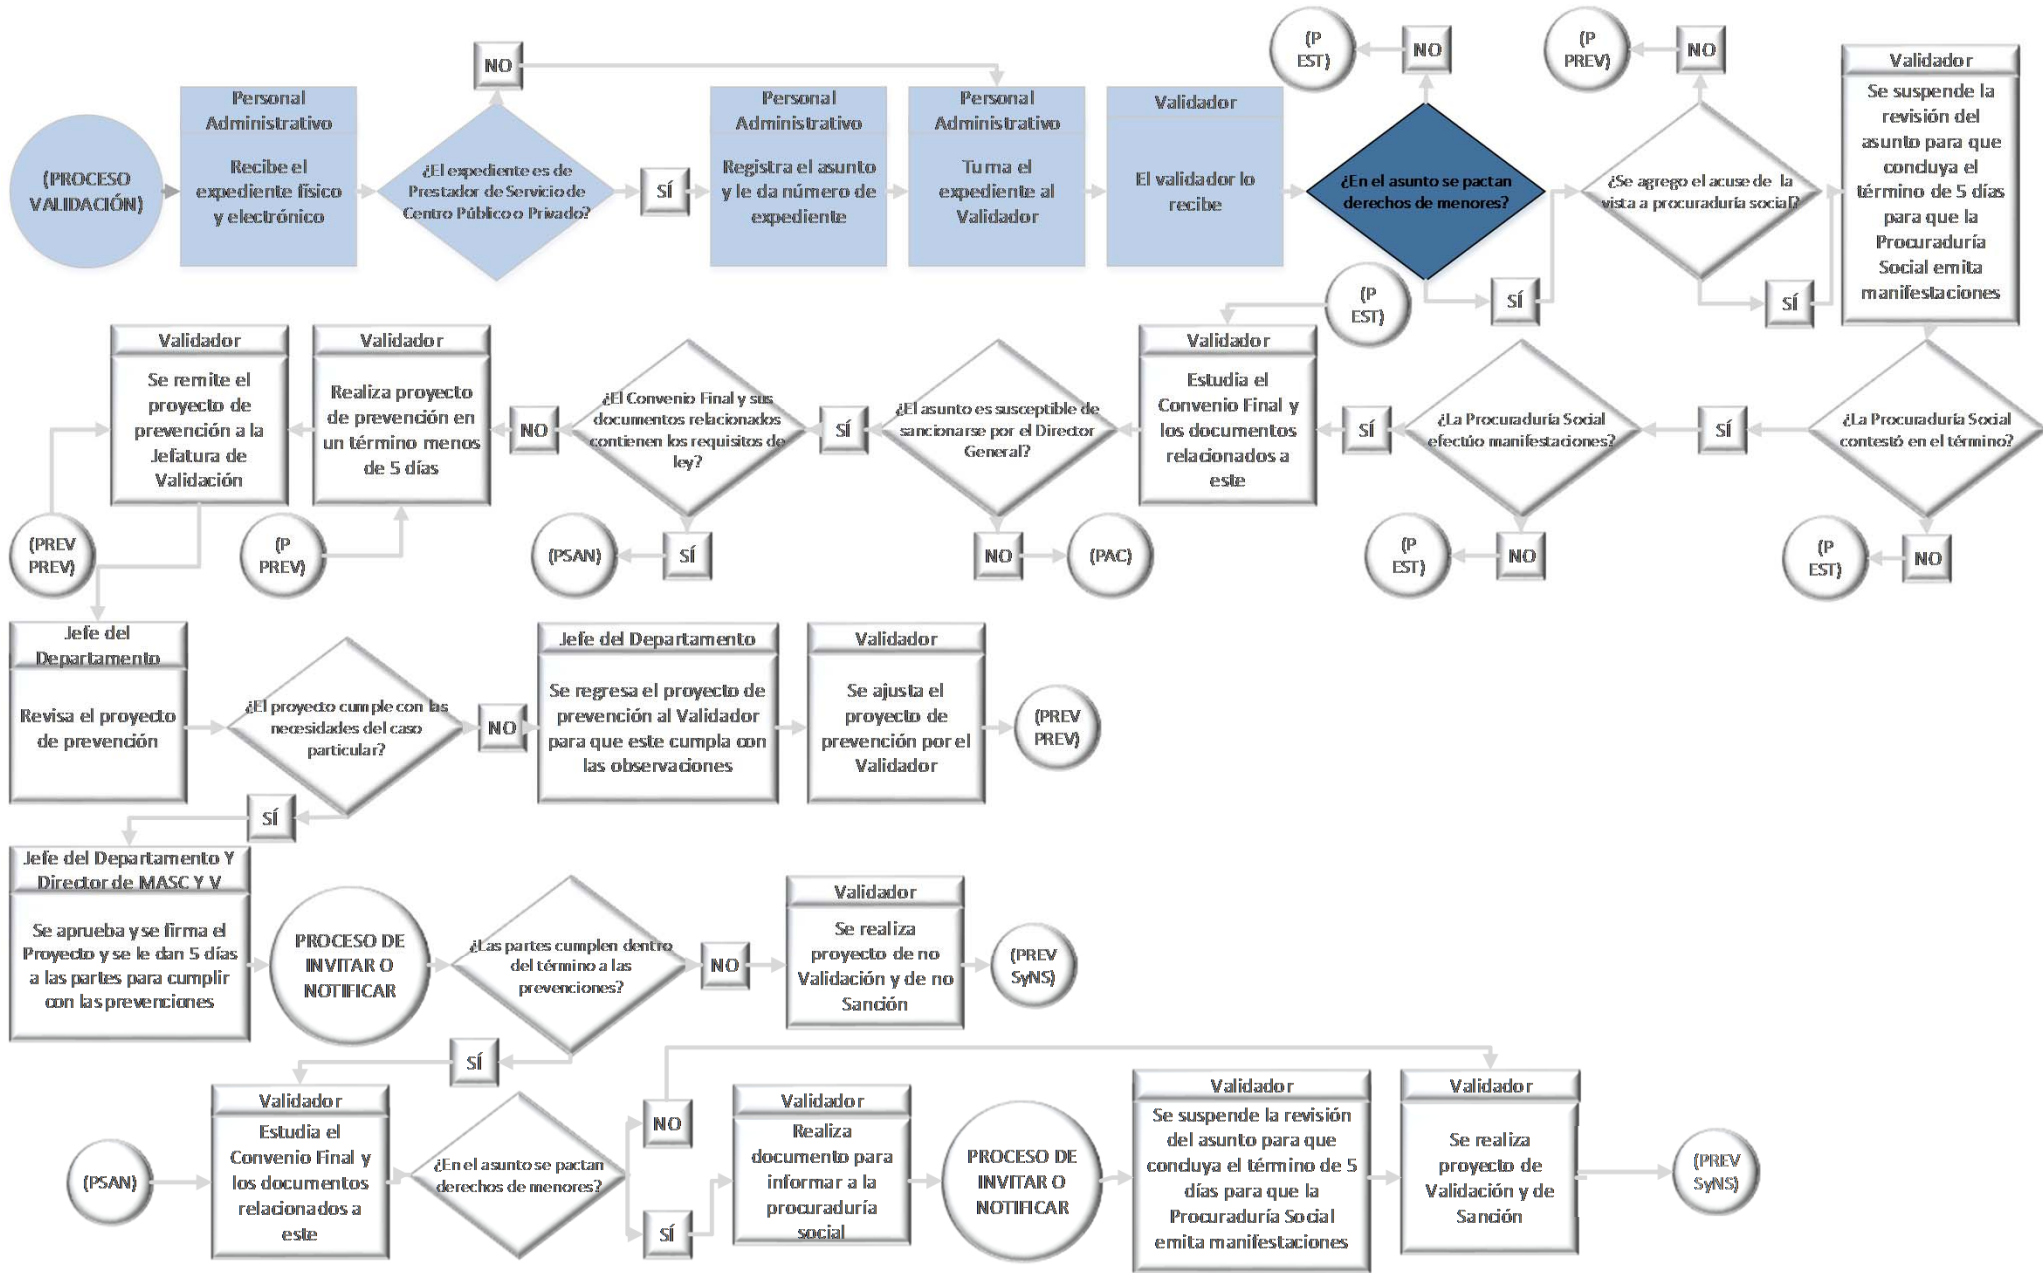 (PROCESO
VALIDACIÓN)
Personal
Administrativo
Recibe el
expediente físico
y electrónico
¿El expediente es de
Prestador de Servicio de
Centro Público o Privado?
NO
SÍ
Personal
Administrativo
Registra el asunto
y le da número de
expediente
Personal
Administrativo
Turna el
expediente al
Validador
Validador
El validador lo
recibe
¿En el asunto se pactan
derechos de menores?
NO
(P
EST)
SÍ
¿Se agrego el acuse de la
vista a procuraduría social?
NO
(P
PREV)
SÍ
Validador
Se suspende la
revisión del
asunto para que
concluya el
término de 5 días
para que la
Procuraduría
Social emita
manifestaciones
¿La Procuraduría Social
contestó en el término?
NO
(P
EST)
SÍ
¿La Procuraduría Social
efectúo manifestaciones?
NO
(P
EST)
SÍ
(P
EST)
Validador
Estudia el
Convenio Final y
los documentos
relacionados a
este
¿El asunto es susceptible de
sancionarse por el Director
General?
NO
(PAC)
SÍ
¿El Convenio Final y sus
documentos relacionados
contienen los requisitos de
ley?
SÍ
(PSAN)
NO
Validador
Realiza proyecto
de prevención en
un término menos
de 5 días
(P
PREV)
Validador
Se remite el
proyecto de
prevención a la
Jefatura de
Validación
(PREV
PREV)
Jefe del
Departamento
Revisa el proyecto
de prevención
¿El proyecto cumple con las
necesidades del caso
particular?
NO
Jefe del Departamento
Se regresa el proyecto de
prevención al Validador
para que este cumpla con
las observaciones
Validador
Se ajusta el
proyecto de
prevención por el
Validador
(PREV
PREV)
SÍ
Jefe del Departamento Y
Director de MASC Y V
Se aprueba y se firma el
Proyecto y se le dan 5 días
a las partes para cumplir
con las prevenciones
PROCESO DE
INVITAR O
NOTIFICAR
¿Las partes cumplen dentro
del término a las
prevenciones?
NO
Validador
Se realiza
proyecto de no
Validación y de no
Sanción
(PREV
SyNS)
SÍ
(PSAN)
Validador
Estudia el
Convenio Final y
los documentos
relacionados a
este
¿En el asunto se pactan
derechos de menores?
NO
SÍ
Validador
Realiza
documento para
informar a la
procuraduría
social
PROCESO DE
INVITAR O
NOTIFICAR
Validador
Se suspende la revisión
del asunto para que
concluya el término de 5
días para que la
Procuraduría Social
emita manifestaciones
Validador
Se realiza
proyecto de
Validación y de
Sanción
(PREV
SyNS)